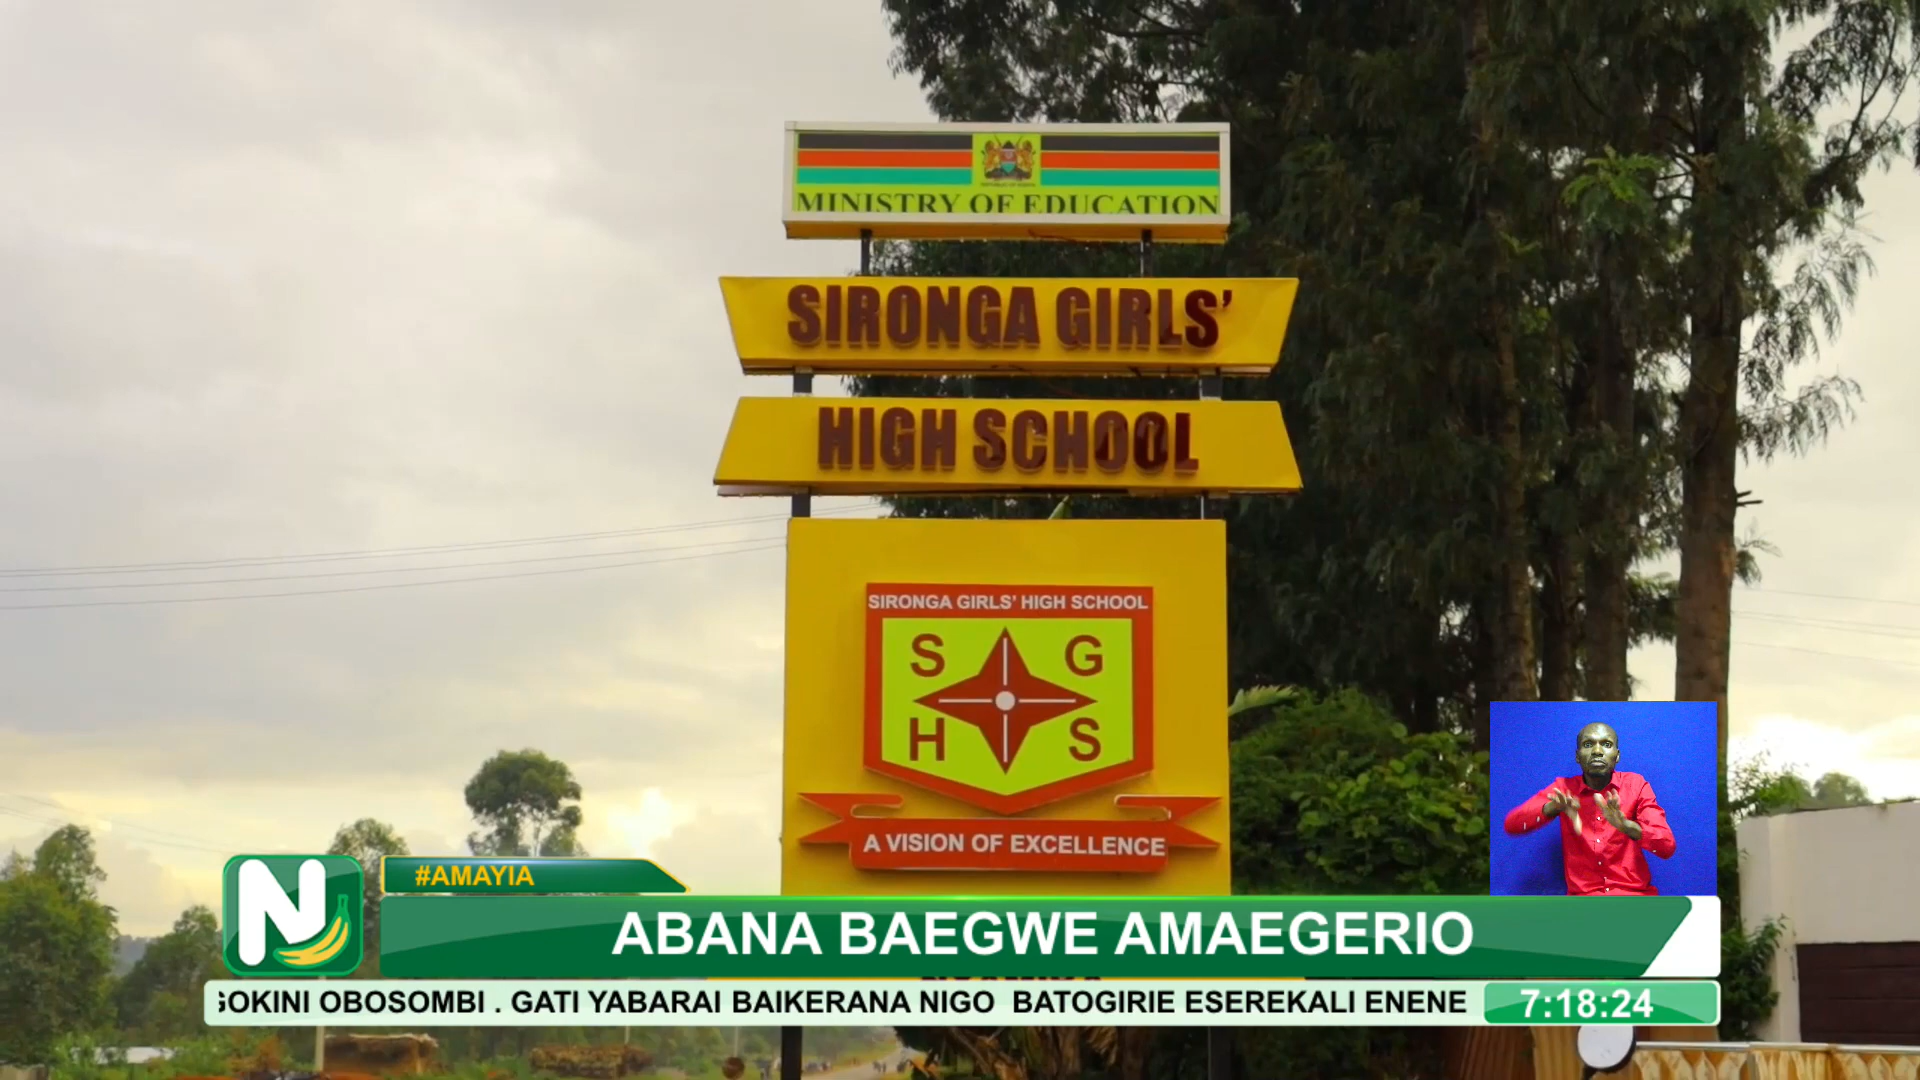 MINISTRY OF EDUCATION
SIRONGA GIRLS'
HIGH SCHOOL
SIRONGA GIRLS' HIGH SCHOOL
S G
H S
A VISION OF EXCELLENCE
N
#AMAYIA
ABANA BAEGWE AMAEGERIO
GOKINI OBOSOMBI . GATI YABARAI BAIKERANA NIGO BATOGIRIE ESEREKALI ENENE
7:18:24